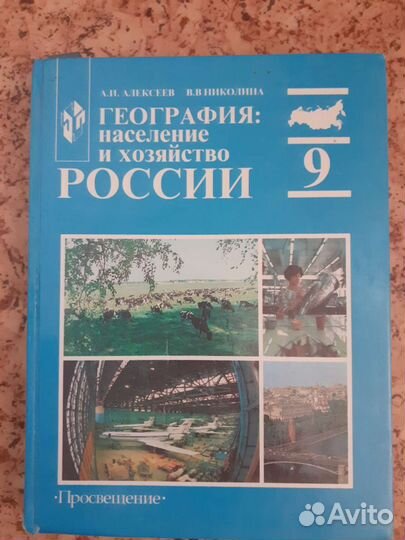 А.И. АЛЕКСЕЕВ В.В НИКОЛИНА
ГЕОГРАФИЯ:
население
и хозяйство
РОССИИ
9
·Просвещение·
Avito